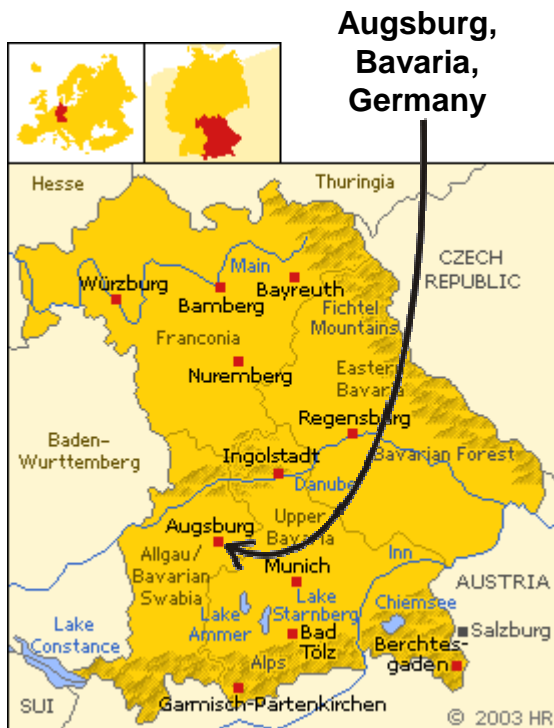 Augsburg,
Bavaria,
Germany
Hesse
Thuringia
CZECH
REPUBLIC
Main
Würzburg
Bamberg
Bayreuth
Fichtel
Mountains
Franconia
Nuremberg
Eastern
Bavaria
Regensburg
Baden-
Wurttemberg
Ingolstadt
Bavarian Forest
Danube
Augsburg
Upper
Bavaria
Allgau/
Bavarian
Swabia
Inn
Munich
AUSTRIA
Lake
Starnberg
Chiemsee
Lake
Ammer
Lake
Constance
Bad
Tölz
Salzburg
Berchtes-
gaden
Alps
SUI
Garmisch-Partenkirchen
© 2003 HR